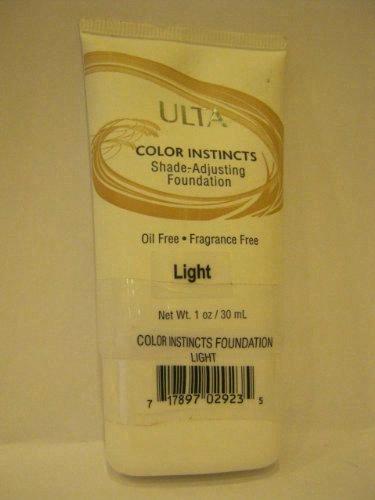 ULTA
COLOR INSTINCTS
Shade-Adjusting
Foundation
Oil Free • Fragrance Free
Light
Net Wt. 1 oz / 30 mL
COLOR INSTINCTS FOUNDATION
LIGHT
7 17897 02923 5